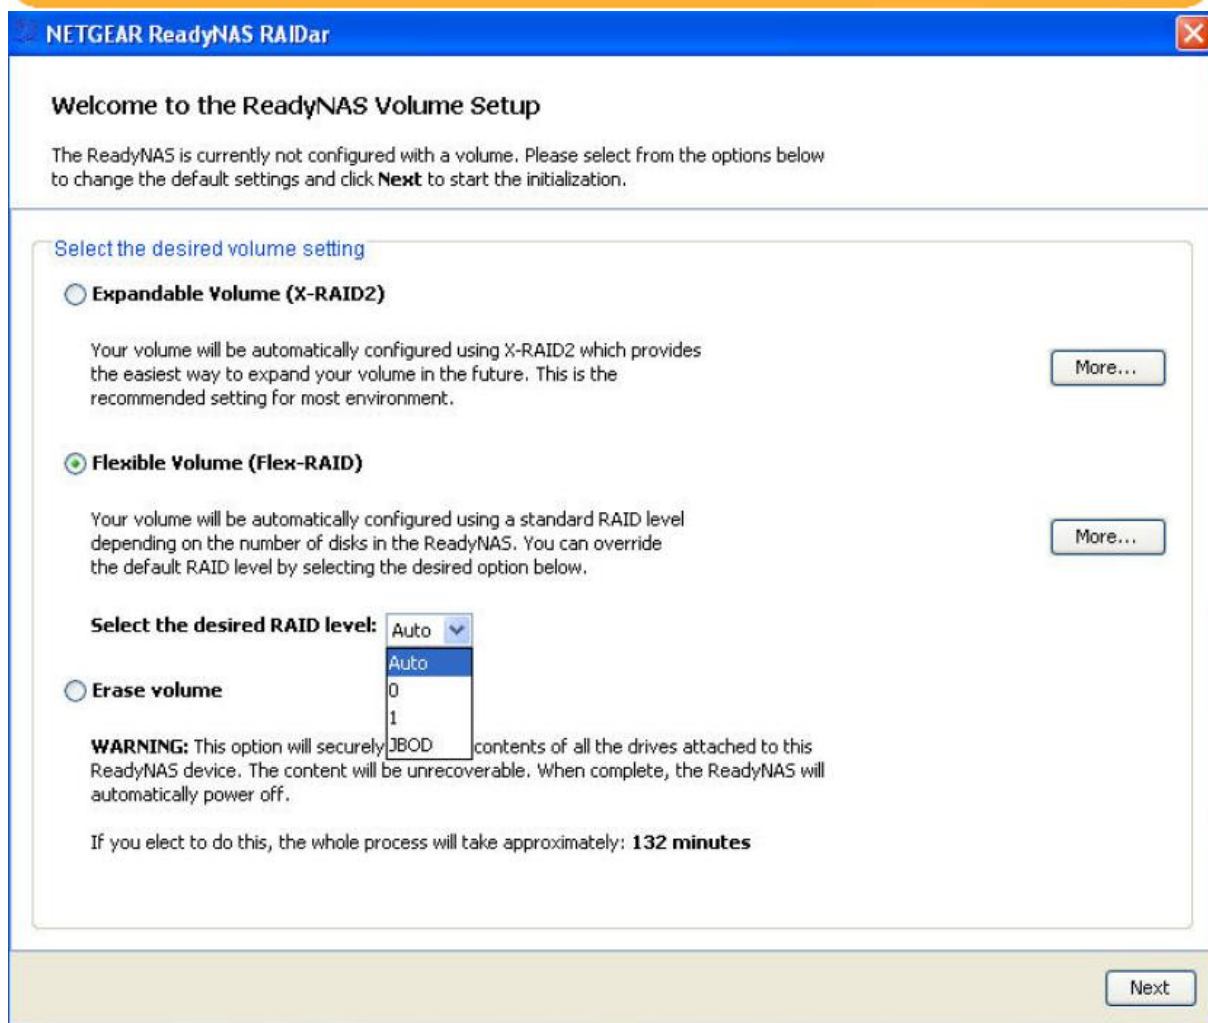 NETGEAR ReadyNAS RAIDar
Welcome to the ReadyNAS Volume Setup
The ReadyNAS is currently not configured with a volume. Please select from the options below
to change the default settings and click Next to start the initialization.
Select the desired volume setting
Expandable Volume (X-RAID2)
Your volume will be automatically configured using X-RAID2 which provides
the easiest way to expand your volume in the future. This is the
recommended setting for most environment.
More...
Flexible Volume (Flex-RAID)
Your volume will be automatically configured using a standard RAID level
depending on the number of disks in the ReadyNAS. You can override
the default RAID level by selecting the desired option below.
More...
Select the desired RAID level: Auto
Auto
0
1
JBOD
Erase volume
WARNING: This option will securely contents of all the drives attached to this
ReadyNAS device. The content will be unrecoverable. When complete, the ReadyNAS will
automatically power off.
If you elect to do this, the whole process will take approximately: 132 minutes
Next